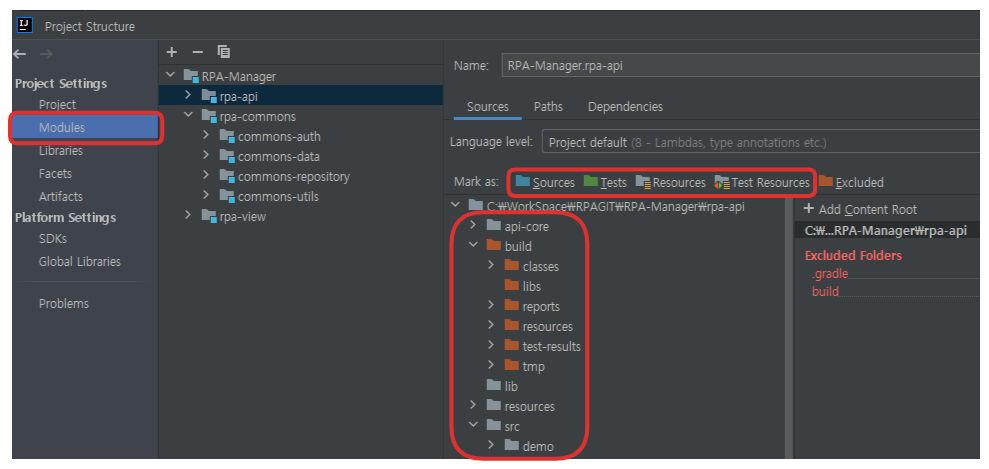 IJ Project Structure
Project Settings
Project
Modules
Libraries
Facets
Artifacts
Platform Settings
SDKs
Global Libraries
Problems
RPA-Manager
rpa-api
rpa-commons
commons-auth
commons-data
commons-repository
commons-utils
rpa-view
Name: RPA-Manager.rpa-api
Sources Paths Dependencies
Language level: Project default (8 - Lambdas, type annotations etc.)
Mark as: Sources Tests Resources Test Resources Excluded
C:₩WorkSpace₩RPAGIT₩RPA-Manager₩rpa-api
api-core
build
classes
libs
reports
resources
test-results
tmp
lib
resources
src
demo
+ Add Content Root
C:₩...RPA-Manager₩rpa-api
Excluded Folders
.gradle
build